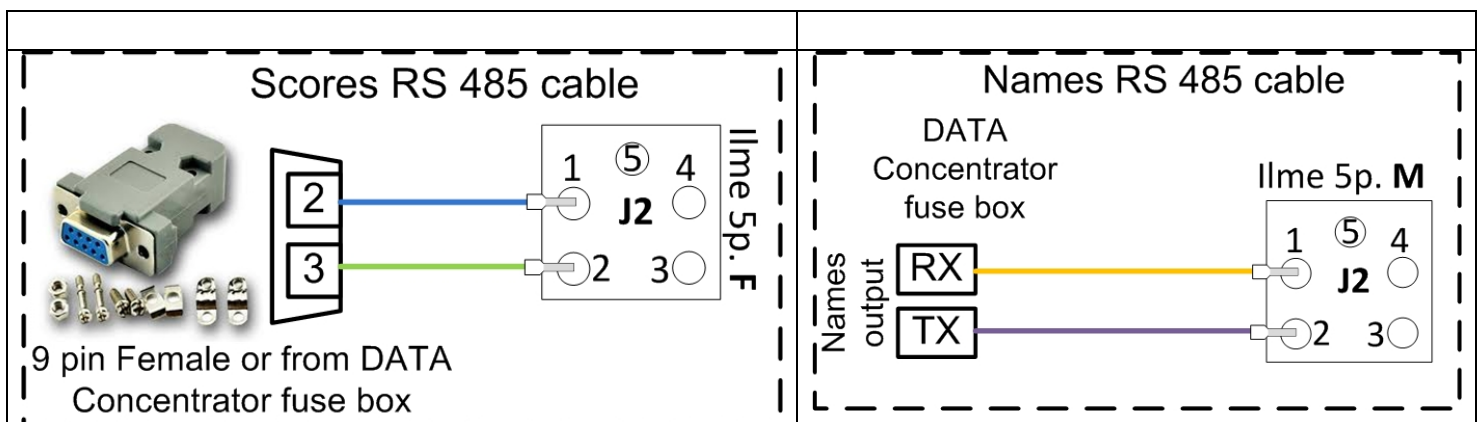 Scores RS 485 cable
2
3
1
5
4
J2
2
3
Ilme 5p. F
9 pin Female or from DATA
Concentrator fuse box
Names RS 485 cable
DATA
Concentrator
fuse box
Names
output
RX
TX
Ilme 5p. M
1
5
4
J2
2
3